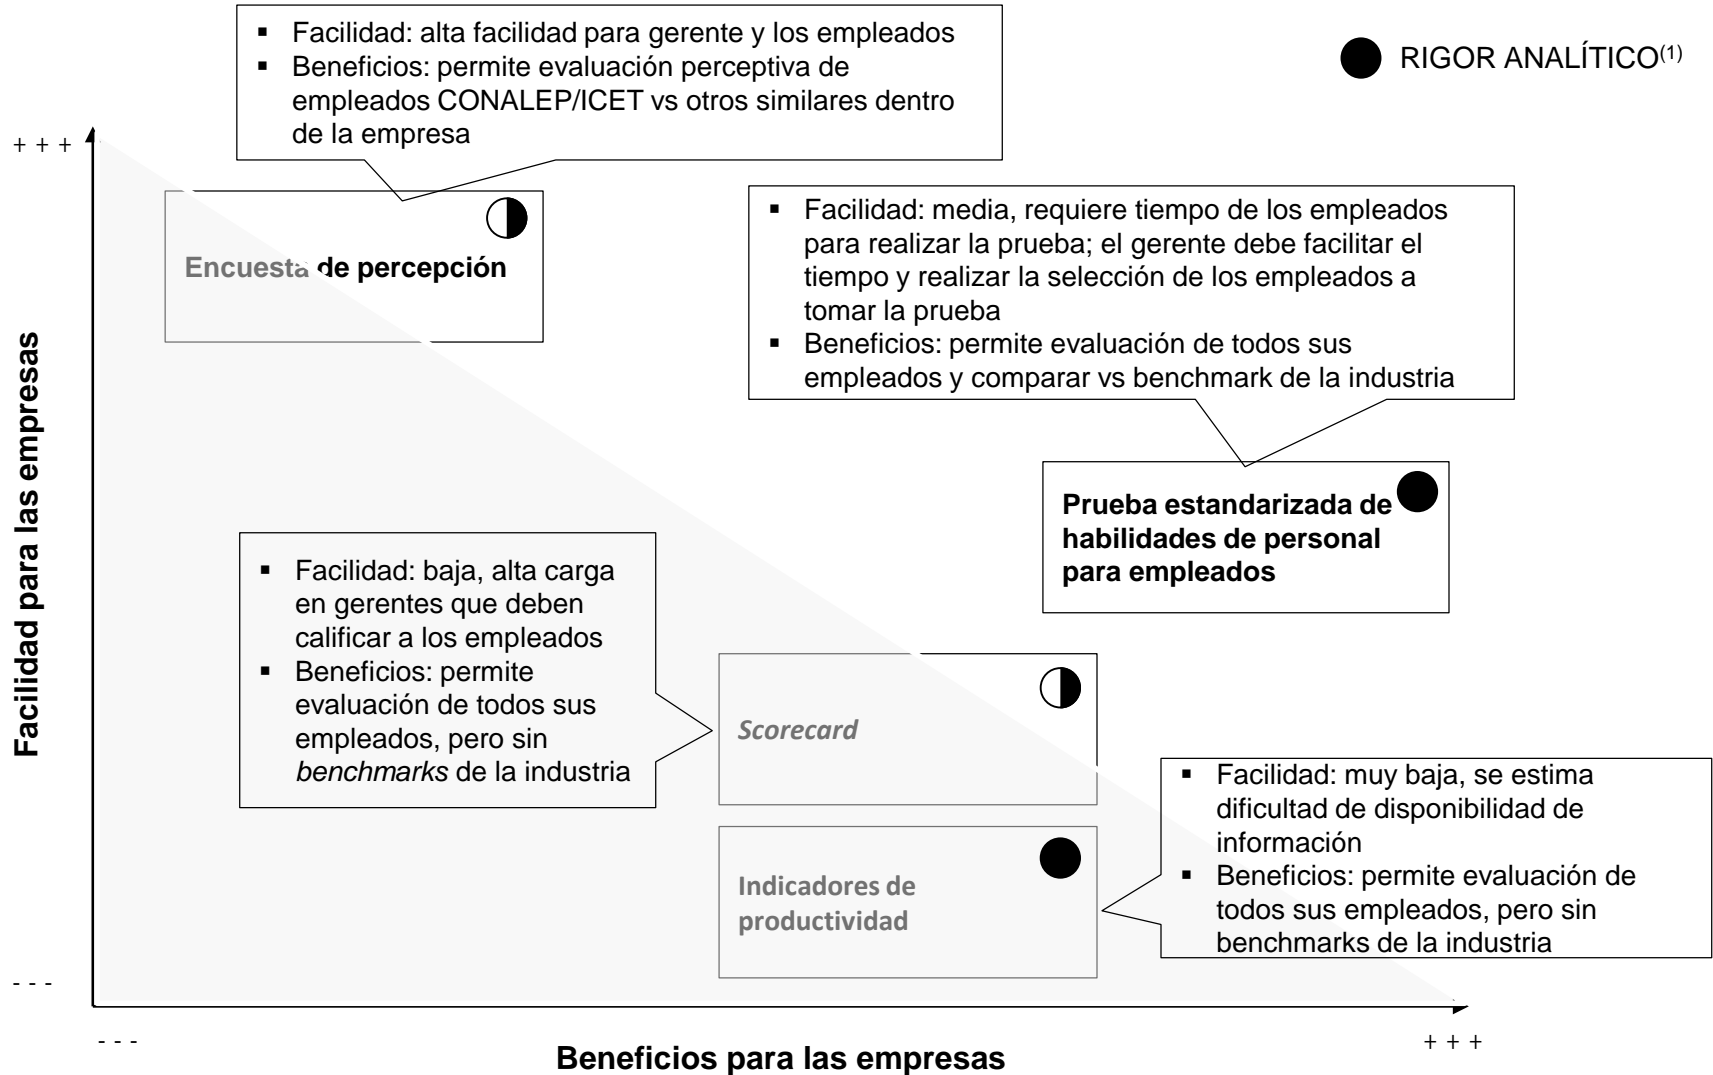 ▪ Facilidad: alta facilidad para gerente y los empleados
▪ Beneficios: permite evaluación perceptiva de
empleados CONALEP/ICET vs otros similares dentro
de la empresa
RIGOR ANALÍTICO(1)
+ + +
Encuesta de percepción
▪ Facilidad: media, requiere tiempo de los empleados
para realizar la prueba; el gerente debe facilitar el
tiempo y realizar la selección de los empleados a
tomar la prueba
▪ Beneficios: permite evaluación de todos sus
empleados y comparar vs benchmark de la industria
Facilidad para las empresas
Prueba estandarizada de
habilidades de personal
para empleados
▪ Facilidad: baja, alta carga
en gerentes que deben
calificar a los empleados
▪ Beneficios: permite
evaluación de todos sus
empleados, pero sin
benchmarks de la industria
Scorecard
Indicadores de
productividad
▪ Facilidad: muy baja, se estima
dificultad de disponibilidad de
información
▪ Beneficios: permite evaluación de
todos sus empleados, pero sin
benchmarks de la industria
- - -
- - -
+ + +
Beneficios para las empresas